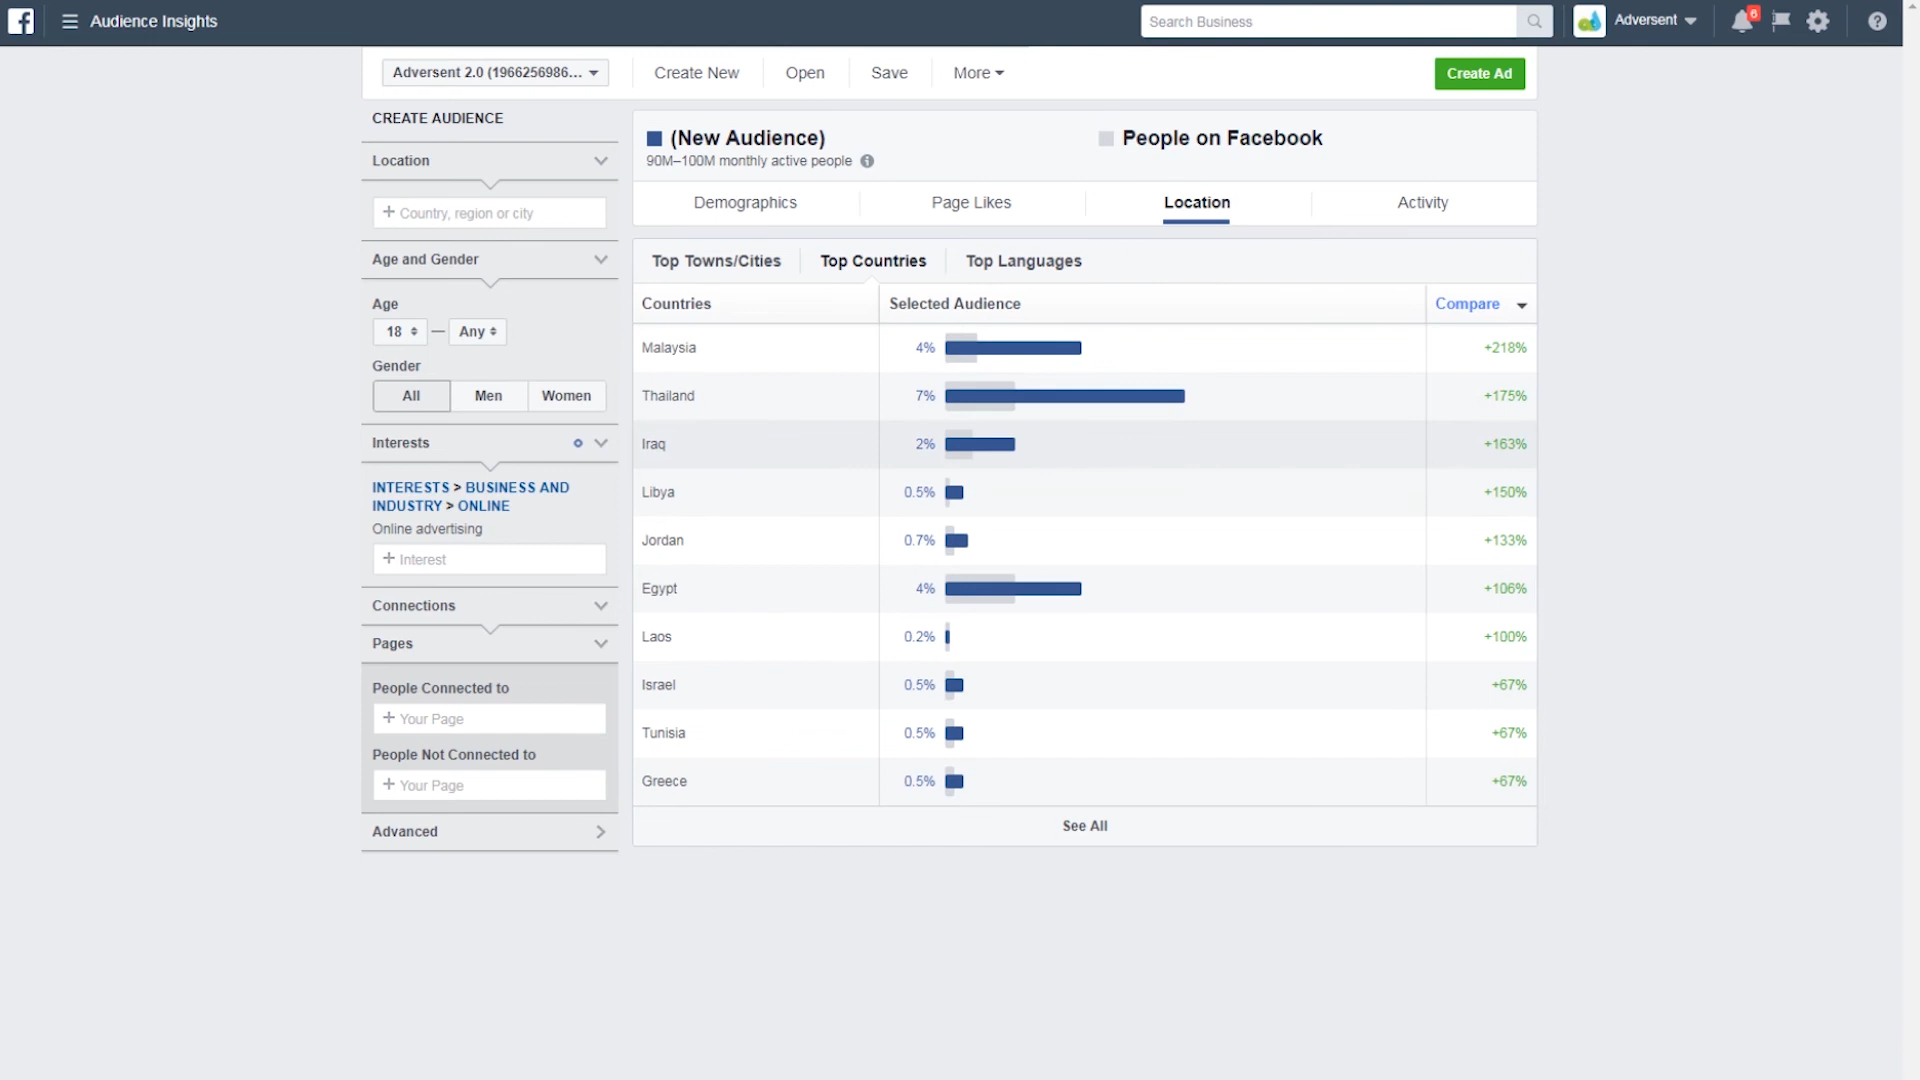 f
Audience Insights
Search Business
Adversent
6
?
Adversent 2.0 (1966256986...
Create New
Open
Save
More
Create Ad
CREATE AUDIENCE
Location
+ Country, region or city
Age and Gender
Age
18 — Any
Gender
All
Men
Women
Interests
INTERESTS > BUSINESS AND
INDUSTRY > ONLINE
Online advertising
+ Interest
Connections
Pages
People Connected to
+ Your Page
People Not Connected to
+ Your Page
Advanced
(New Audience)
90M–100M monthly active people
i
People on Facebook
Demographics
Page Likes
Location
Activity
Top Towns/Cities
Top Countries
Top Languages
Countries
Selected Audience
Compare
Malaysia 4% +218%
Thailand 7% +175%
Iraq 2% +163%
Libya 0.5% +150%
Jordan 0.7% +133%
Egypt 4% +106%
Laos 0.2% +100%
Israel 0.5% +67%
Tunisia 0.5% +67%
Greece 0.5% +67%
See All